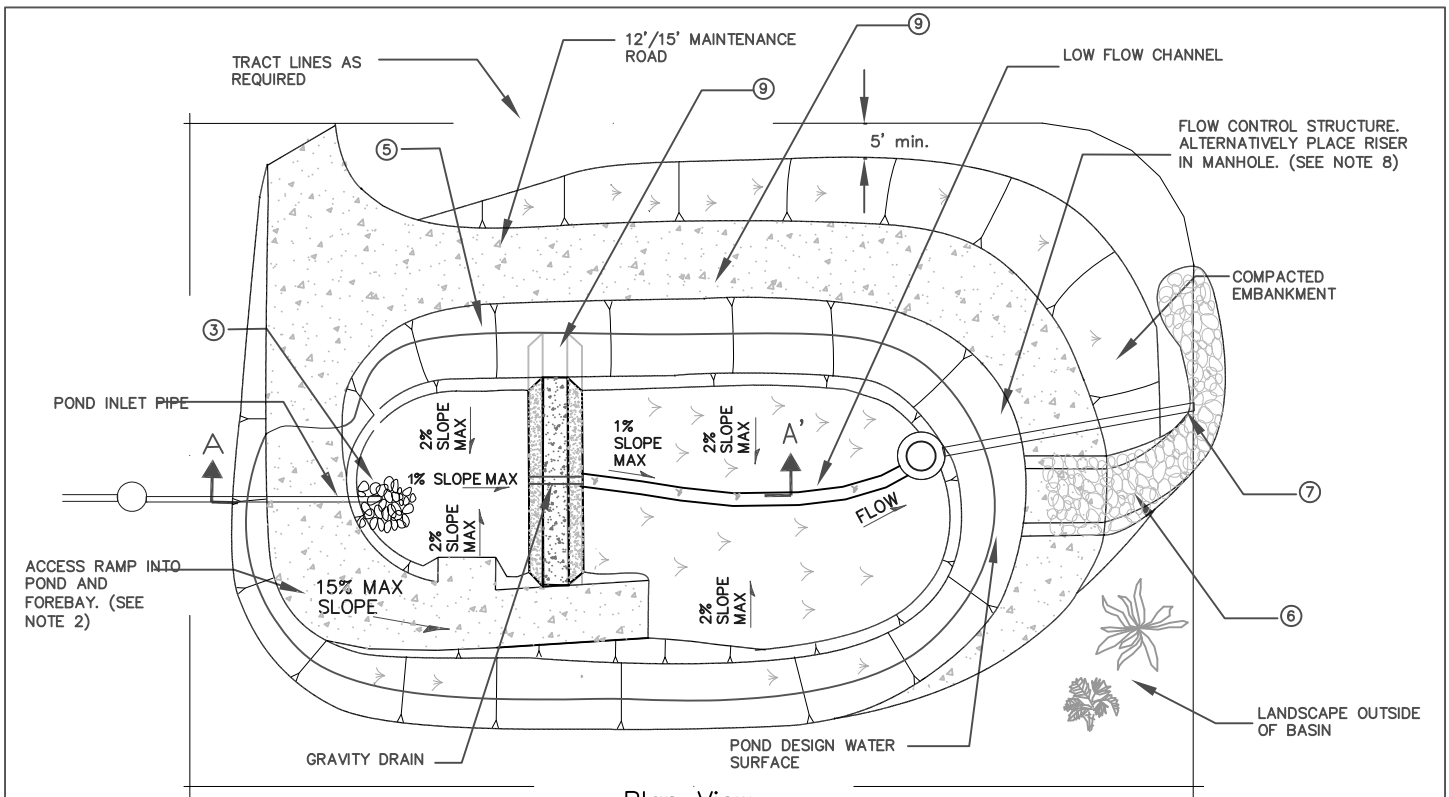 9
12'/15' MAINTENANCE
ROAD
LOW FLOW CHANNEL
TRACT LINES AS
REQUIRED
9
5' min.
FLOW CONTROL STRUCTURE.
ALTERNATIVELY PLACE RISER
IN MANHOLE. (SEE NOTE 8)
5
COMPACTED
EMBANKMENT
3
POND INLET PIPE
A
2%
SLOPE
MAX
1% SLOPE MAX
2%
SLOPE
MAX
1%
SLOPE
MAX
2%
SLOPE
MAX
A'
FLOW
7
ACCESS RAMP INTO
POND AND
FOREBAY. (SEE
NOTE 2)
15% MAX
SLOPE
2%
SLOPE
MAX
6
GRAVITY DRAIN
POND DESIGN WATER
SURFACE
LANDSCAPE OUTSIDE
OF BASIN
Plan View